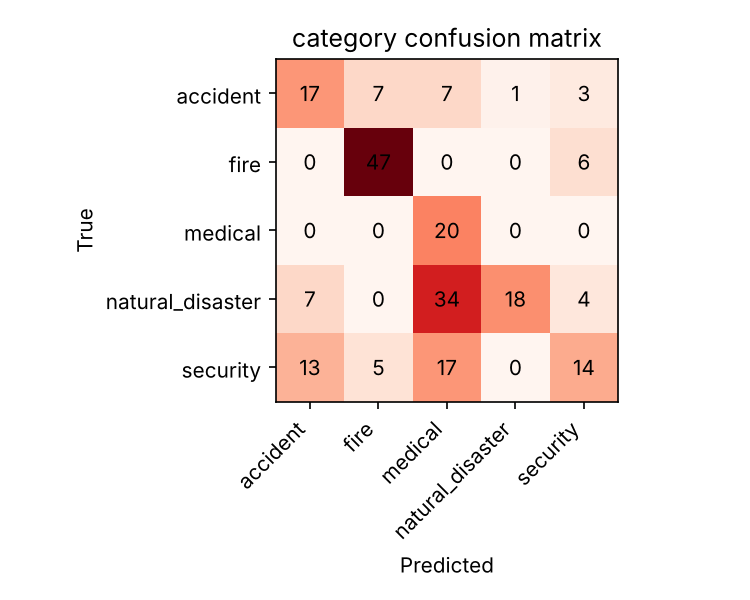 category confusion matrix
accident 17 7 7 1 3
fire 0 47 0 0 6
medical 0 0 20 0 0
natural_disaster 7 0 34 18 4
security 13 5 17 0 14
True
accident fire medical natural_disaster security
Predicted